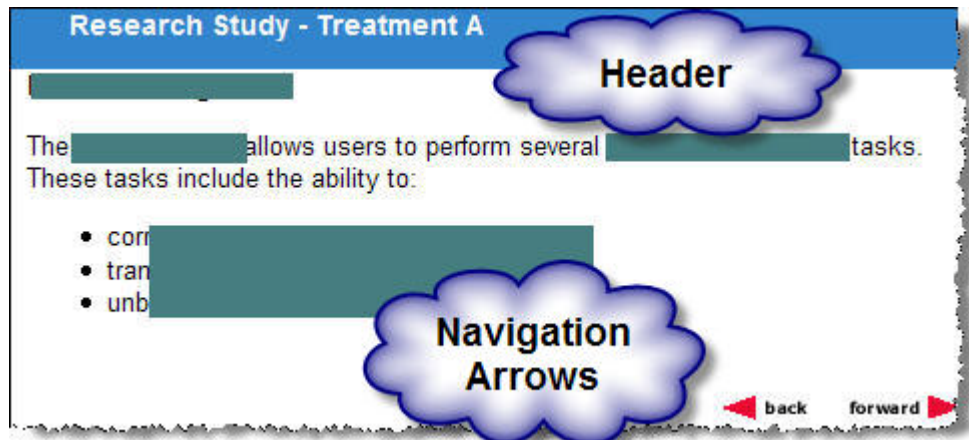 Research Study - Treatment A
Header
The allows users to perform several tasks.
These tasks include the ability to:
• corr
• tran
• unb
Navigation
Arrows
back forward